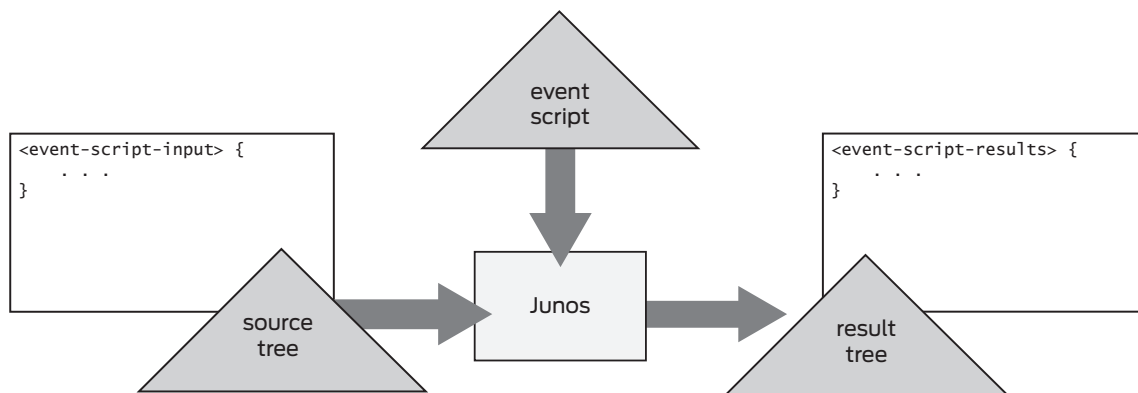 event
script
<event-script-input> {
    . . .
}
<event-script-results> {
    . . .
}
Junos
source
tree
result
tree